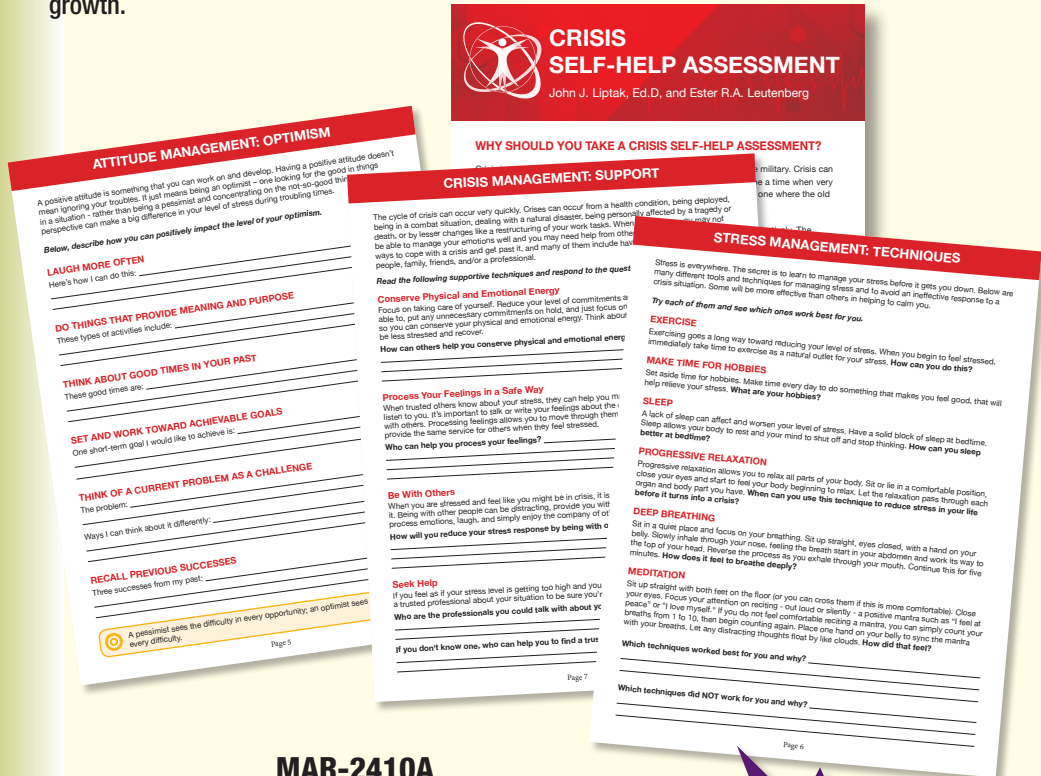 growth.
CRISIS
SELF-HELP ASSESSMENT
John J. Liptak, Ed.D, and Ester R.A. Leutenberg
WHY SHOULD YOU TAKE A CRISIS SELF-HELP ASSESSMENT?
military. Crisis can
a time when very
one where the old
ATTITUDE MANAGEMENT: OPTIMISM
A positive attitude is something that you can work on and develop. Having a positive attitude doesn't
mean ignoring your troubles. It just means being an optimist – one looking for the good in things
in a situation - rather than being a pessimist and concentrating on the not-so-good
perspective can make a big difference in your level of stress during troubling times.
Below, describe how you can positively impact the level of your optimism.
LAUGH MORE OFTEN
Here's how I can do this:
DO THINGS THAT PROVIDE MEANING AND PURPOSE
These types of activities include:
THINK ABOUT GOOD TIMES IN YOUR PAST
These good times are:
SET AND WORK TOWARD ACHIEVABLE GOALS
One short-term goal I would like to achieve is:
THINK OF A CURRENT PROBLEM AS A CHALLENGE
The problem:
Ways I can think about it differently:
RECALL PREVIOUS SUCCESSES
Three successes from my past:
A pessimist sees the difficulty in every opportunity; an optimist sees
every difficulty.
Page 5
CRISIS MANAGEMENT: SUPPORT
The cycle of crisis can occur very quickly. Crises can occur from a health condition, being deployed,
being in a combat situation, dealing with a natural disaster, being personally affected by a tragedy or
death, or by lesser changes like a restructuring of your work tasks. When you may not
be able to manage your emotions well and you may need help from
ways to cope with a crisis and get past it, and many of them include
people, family, friends, and/or a professional.
Read the following supportive techniques and respond to the
Conserve Physical and Emotional Energy
Focus on taking care of yourself. Reduce your level of commitments
able to, put any unnecessary commitments on hold, and just focus on
so you can conserve your physical and emotional energy. Think about
be less stressed and recover.
How can others help you conserve physical and emotional
Process Your Feelings in a Safe Way
When trusted others know about your stress, they can help you
listen to you. It's important to talk or write your feelings about the
with others. Processing feelings allows you to move through them
provide the same service for others when they feel stressed.
Who can help you process your feelings?
Be With Others
When you are stressed and feel like you might be in crisis, it is
it. Being with other people can be distracting, provide you
process emotions, laugh, and simply enjoy the company of
How will you reduce your stress response by being with
Seek Help
If you feel as if your stress level is getting too high and you
a trusted professional about your situation to be sure
Who are the professionals you could talk with about
If you don't know one, who can help you to find a
Page 7
STRESS MANAGEMENT: TECHNIQUES
Stress is everywhere. The secret is to learn to manage your stress before it gets you down. Below are
many different tools and techniques for managing stress and to avoid an ineffective response to a
crisis situation. Some will be more effective than others in helping to calm you.
Try each of them and see which ones work best for you.
EXERCISE
Exercising goes a long way toward reducing your level of stress. When you begin to feel stressed,
immediately take time to exercise as a natural outlet for your stress. How can you do this?
MAKE TIME FOR HOBBIES
Set aside time for hobbies. Make time every day to do something that makes you feel good, that will
help relieve your stress. What are your hobbies?
SLEEP
A lack of sleep can affect and worsen your level of stress. Have a solid block of sleep at bedtime.
Sleep allows your body to rest and your mind to shut off and stop thinking. How can you sleep
better at bedtime?
PROGRESSIVE RELAXATION
Progressive relaxation allows you to relax all parts of your body. Sit or lie in a comfortable position,
close your eyes and start to feel your body beginning to relax. Let the relaxation pass through each
organ and body part you have. When can you use this technique to reduce stress in your life
before it turns into a crisis?
DEEP BREATHING
Sit in a quiet place and focus on your breathing. Sit up straight, eyes closed, with a hand on your
belly. Slowly inhale through your nose, feeling the breath start in your abdomen and work its way to
the top of your head. Reverse the process as you exhale through your mouth. Continue this for five
minutes. How does it feel to breathe deeply?
MEDITATION
Sit up straight with both feet on the floor (or you can cross them if this is more comfortable). Close
your eyes. Focus your attention on reciting - out loud or silently - a positive mantra such as "I feel at
peace" or "I love myself." If you do not feel comfortable reciting a mantra, you can simply count your
breaths from 1 to 10, then begin counting again. Place one hand on your belly to sync the mantra
with your breaths. Let any distracting thoughts float by like clouds. How did that feel?
Which techniques worked best for you and why?
Which techniques did NOT work for you and why?
Page 6
MAR-2410A